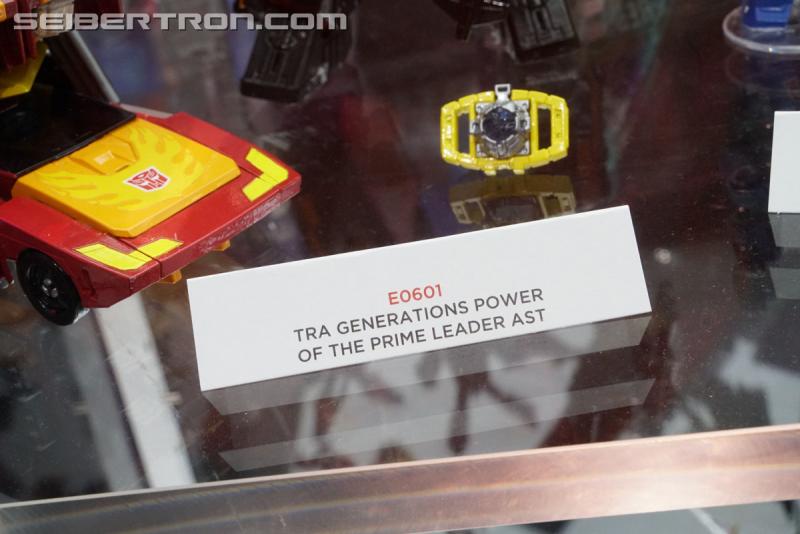 SEIBERTRON.COM
E0601
TRA GENERATIONS POWER
OF THE PRIME LEADER AST